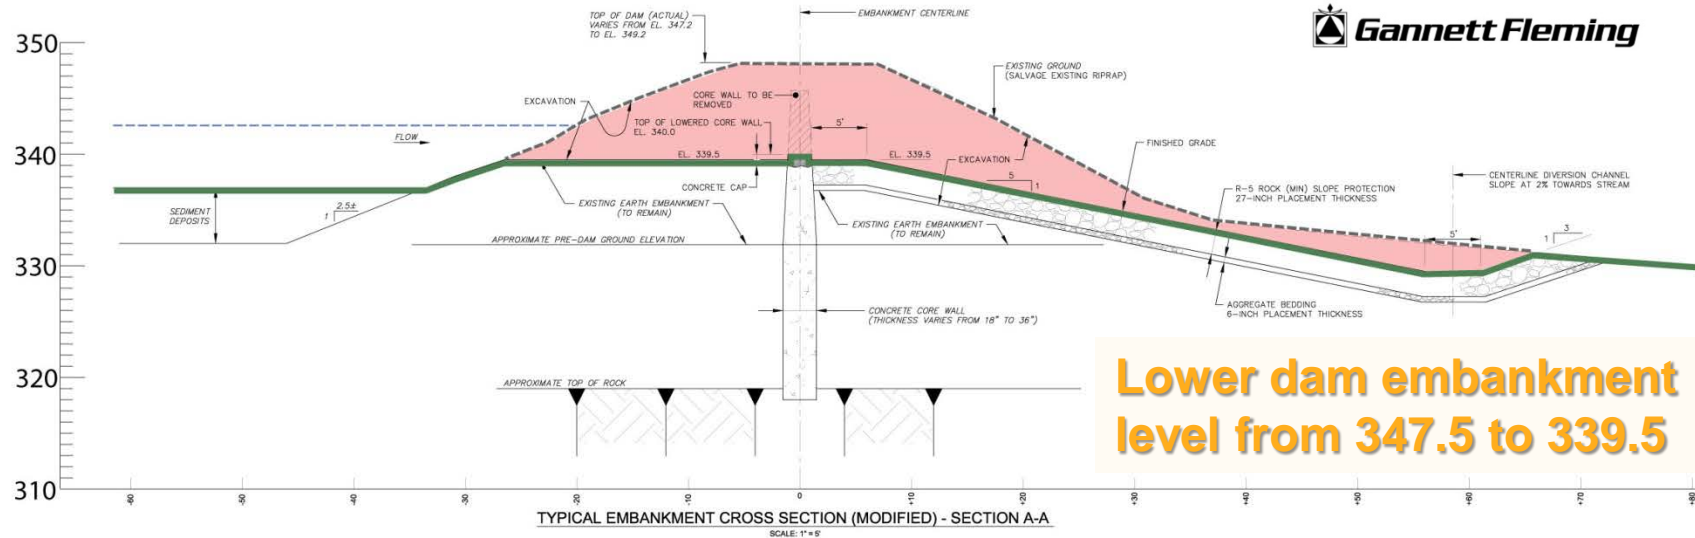 TOP OF DAM (ACTUAL)
VARIES FROM EL. 347.2
TO EL. 349.2
EMBANKMENT CENTERLINE
Gannett Fleming
350
340
330
320
310
EXISTING GROUND
(SALVAGE EXISTING RIPRAP)
EXCAVATION
CORE WALL TO BE
REMOVED
TOP OF LOWERED CORE WALL
EL. 340.0
5'
FLOW
EL. 339.5
EL. 339.5
EXCAVATION
FINISHED GRADE
CONCRETE CAP
5
1
R-5 ROCK (MIN) SLOPE PROTECTION
27-INCH PLACEMENT THICKNESS
CENTERLINE DIVERSION CHANNEL
SLOPE AT 2% TOWARDS STREAM
SEDIMENT
DEPOSITS
2.5±
1
EXISTING EARTH EMBANKMENT
(TO REMAIN)
EXISTING EARTH EMBANKMENT
(TO REMAIN)
APPROXIMATE PRE-DAM GROUND ELEVATION
5'
3
1
AGGREGATE BEDDING
6-INCH PLACEMENT THICKNESS
CONCRETE CORE WALL
(THICKNESS VARIES FROM 18" TO 36")
APPROXIMATE TOP OF ROCK
Lower dam embankment
level from 347.5 to 339.5
-60
-50
-40
-30
-20
-10
0
+10
+20
+30
+40
+50
+60
+70
+80
TYPICAL EMBANKMENT CROSS SECTION (MODIFIED) - SECTION A-A
SCALE: 1" = 5'